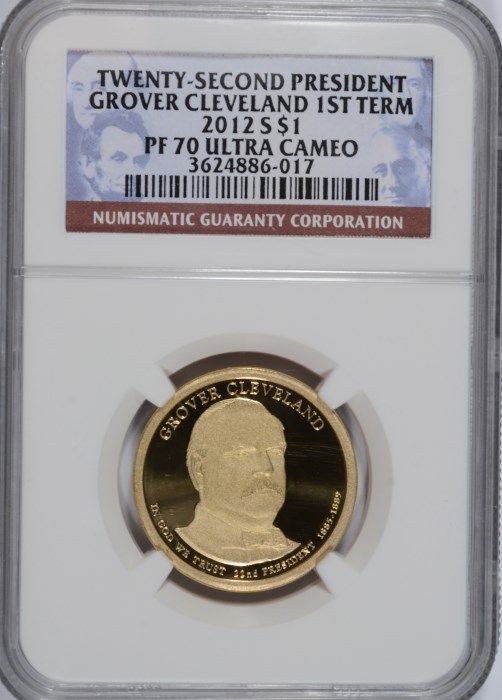 TWENTY-SECOND PRESIDENT
GROVER CLEVELAND 1ST TERM
2012 S $1
PF 70 ULTRA CAMEO
3624886-017
NUMISMATIC GUARANTY CORPORATION
GROVER CLEVELAND
IN GOD WE TRUST 22nd PRESIDENT 1885-1889